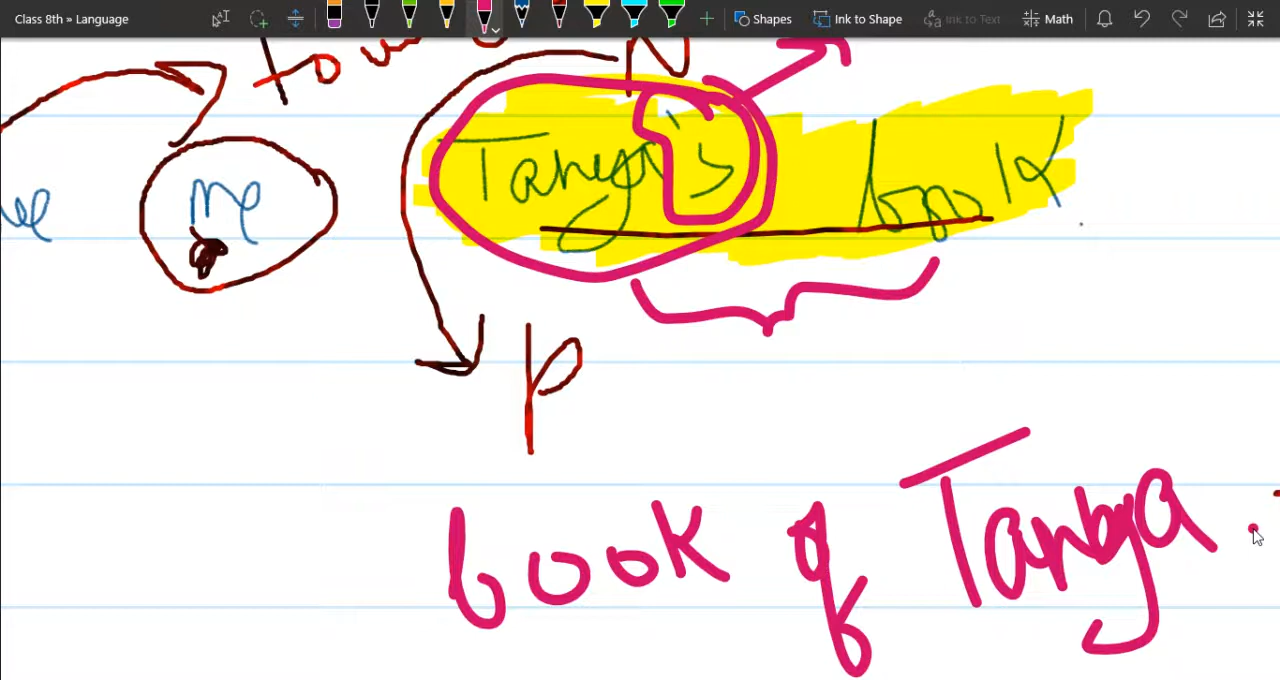 Class 8th » Language
Shapes
Ink to Shape
Ink to Text
Math
N
me
Tanya's book
p
book of Tanya.